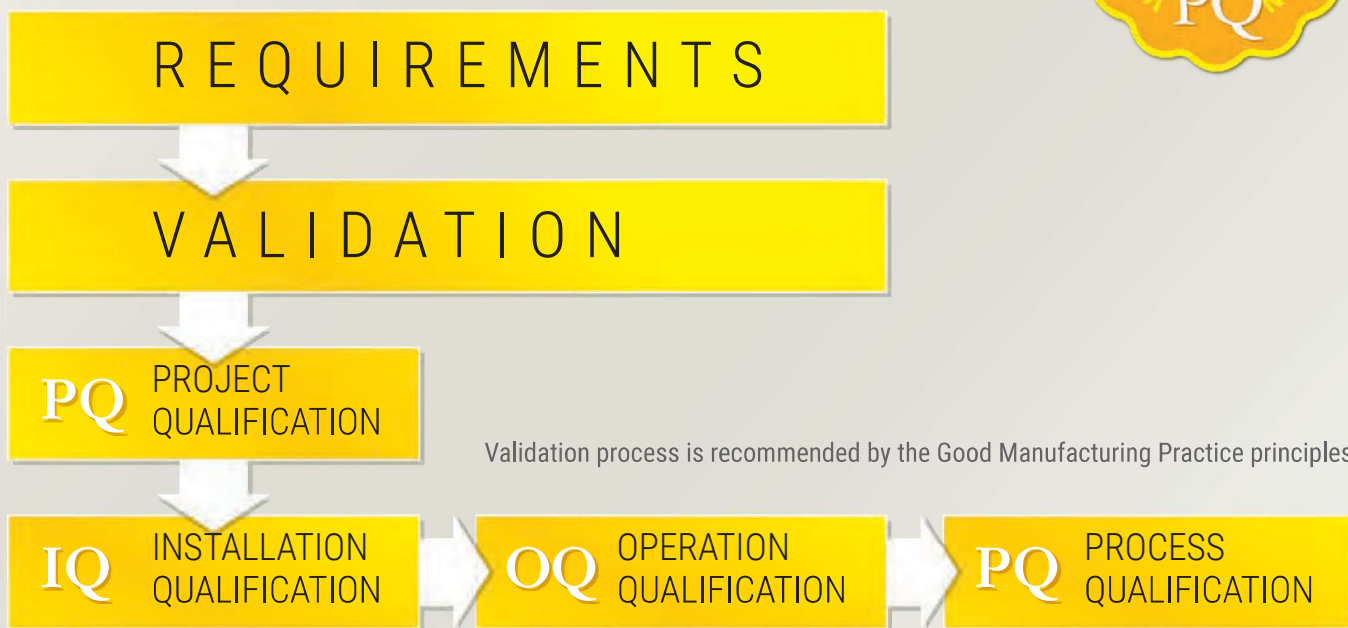 PQ
REQUIREMENTS
VALIDATION
PQ PROJECT
QUALIFICATION
Validation process is recommended by the Good Manufacturing Practice principles
IQ INSTALLATION
QUALIFICATION
OQ OPERATION
QUALIFICATION
PQ PROCESS
QUALIFICATION